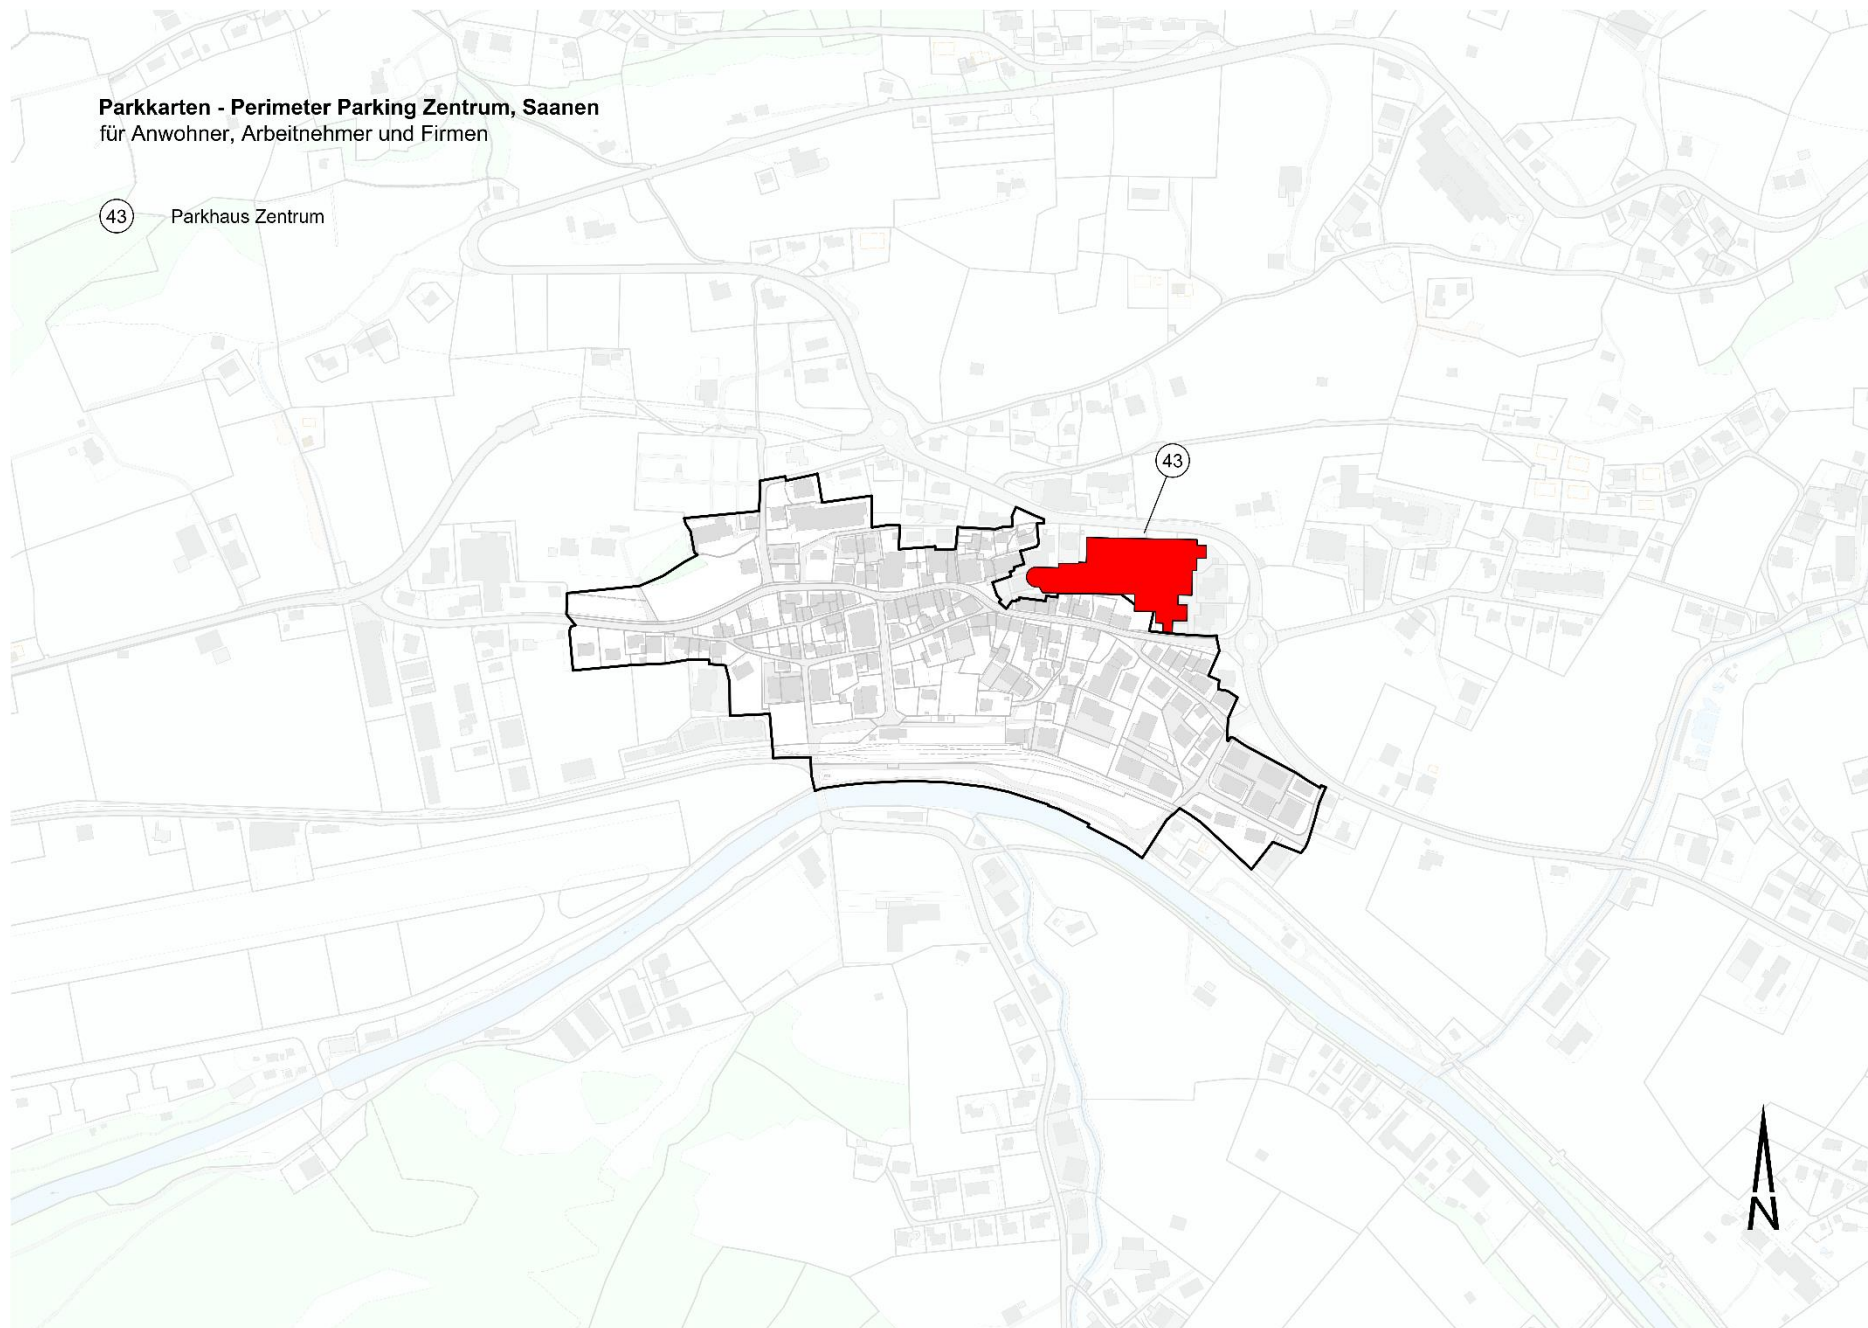 Parkkarten - Perimeter Parking Zentrum, Saanen
für Anwohner, Arbeitnehmer und Firmen
43 Parkhaus Zentrum
43
N